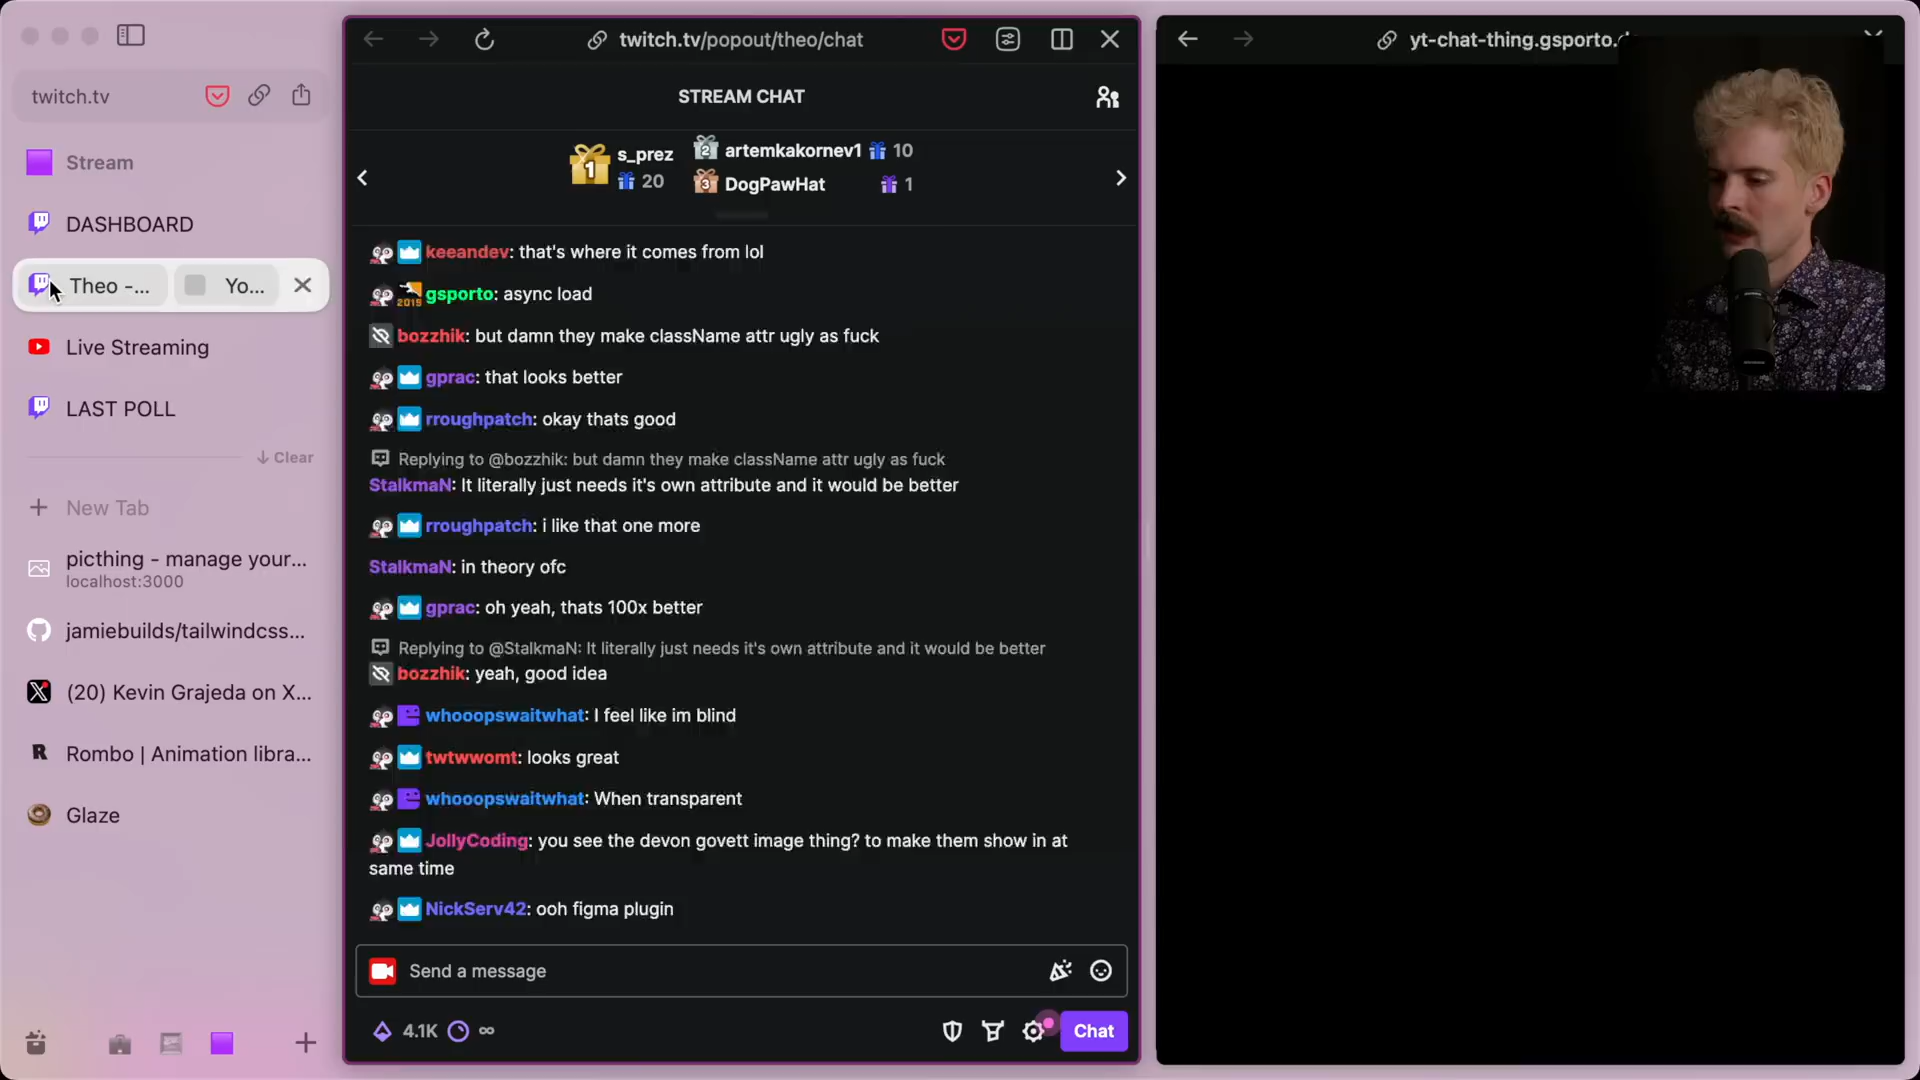 twitch.tv
Stream
DASHBOARD
Theo -...
Yo...
Live Streaming
LAST POLL
Clear
New Tab
picthing - manage your...
localhost:3000
jamiebuilds/tailwindcss...
(20) Kevin Grajeda on X...
Rombo | Animation libra...
Glaze
twitch.tv/popout/theo/chat
STREAM CHAT
1 s_prez 20
2 artemkakornev1 10
3 DogPawHat 1
keeandev: that's where it comes from lol
2019 gsporto: async load
bozzhik: but damn they make className attr ugly as fuck
gprac: that looks better
rroughpatch: okay thats good
Replying to @bozzhik: but damn they make className attr ugly as fuck
StalkmaN: It literally just needs it's own attribute and it would be better
rroughpatch: i like that one more
StalkmaN: in theory ofc
gprac: oh yeah, thats 100x better
Replying to @StalkmaN: It literally just needs it's own attribute and it would be better
bozzhik: yeah, good idea
whooopswaitwhat: I feel like im blind
twtwwomt: looks great
whooopswaitwhat: When transparent
JollyCoding: you see the devon govett image thing? to make them show in at
same time
NickServ42: ooh figma plugin
Send a message
4.1K ∞
Chat
yt-chat-thing.gsporto.